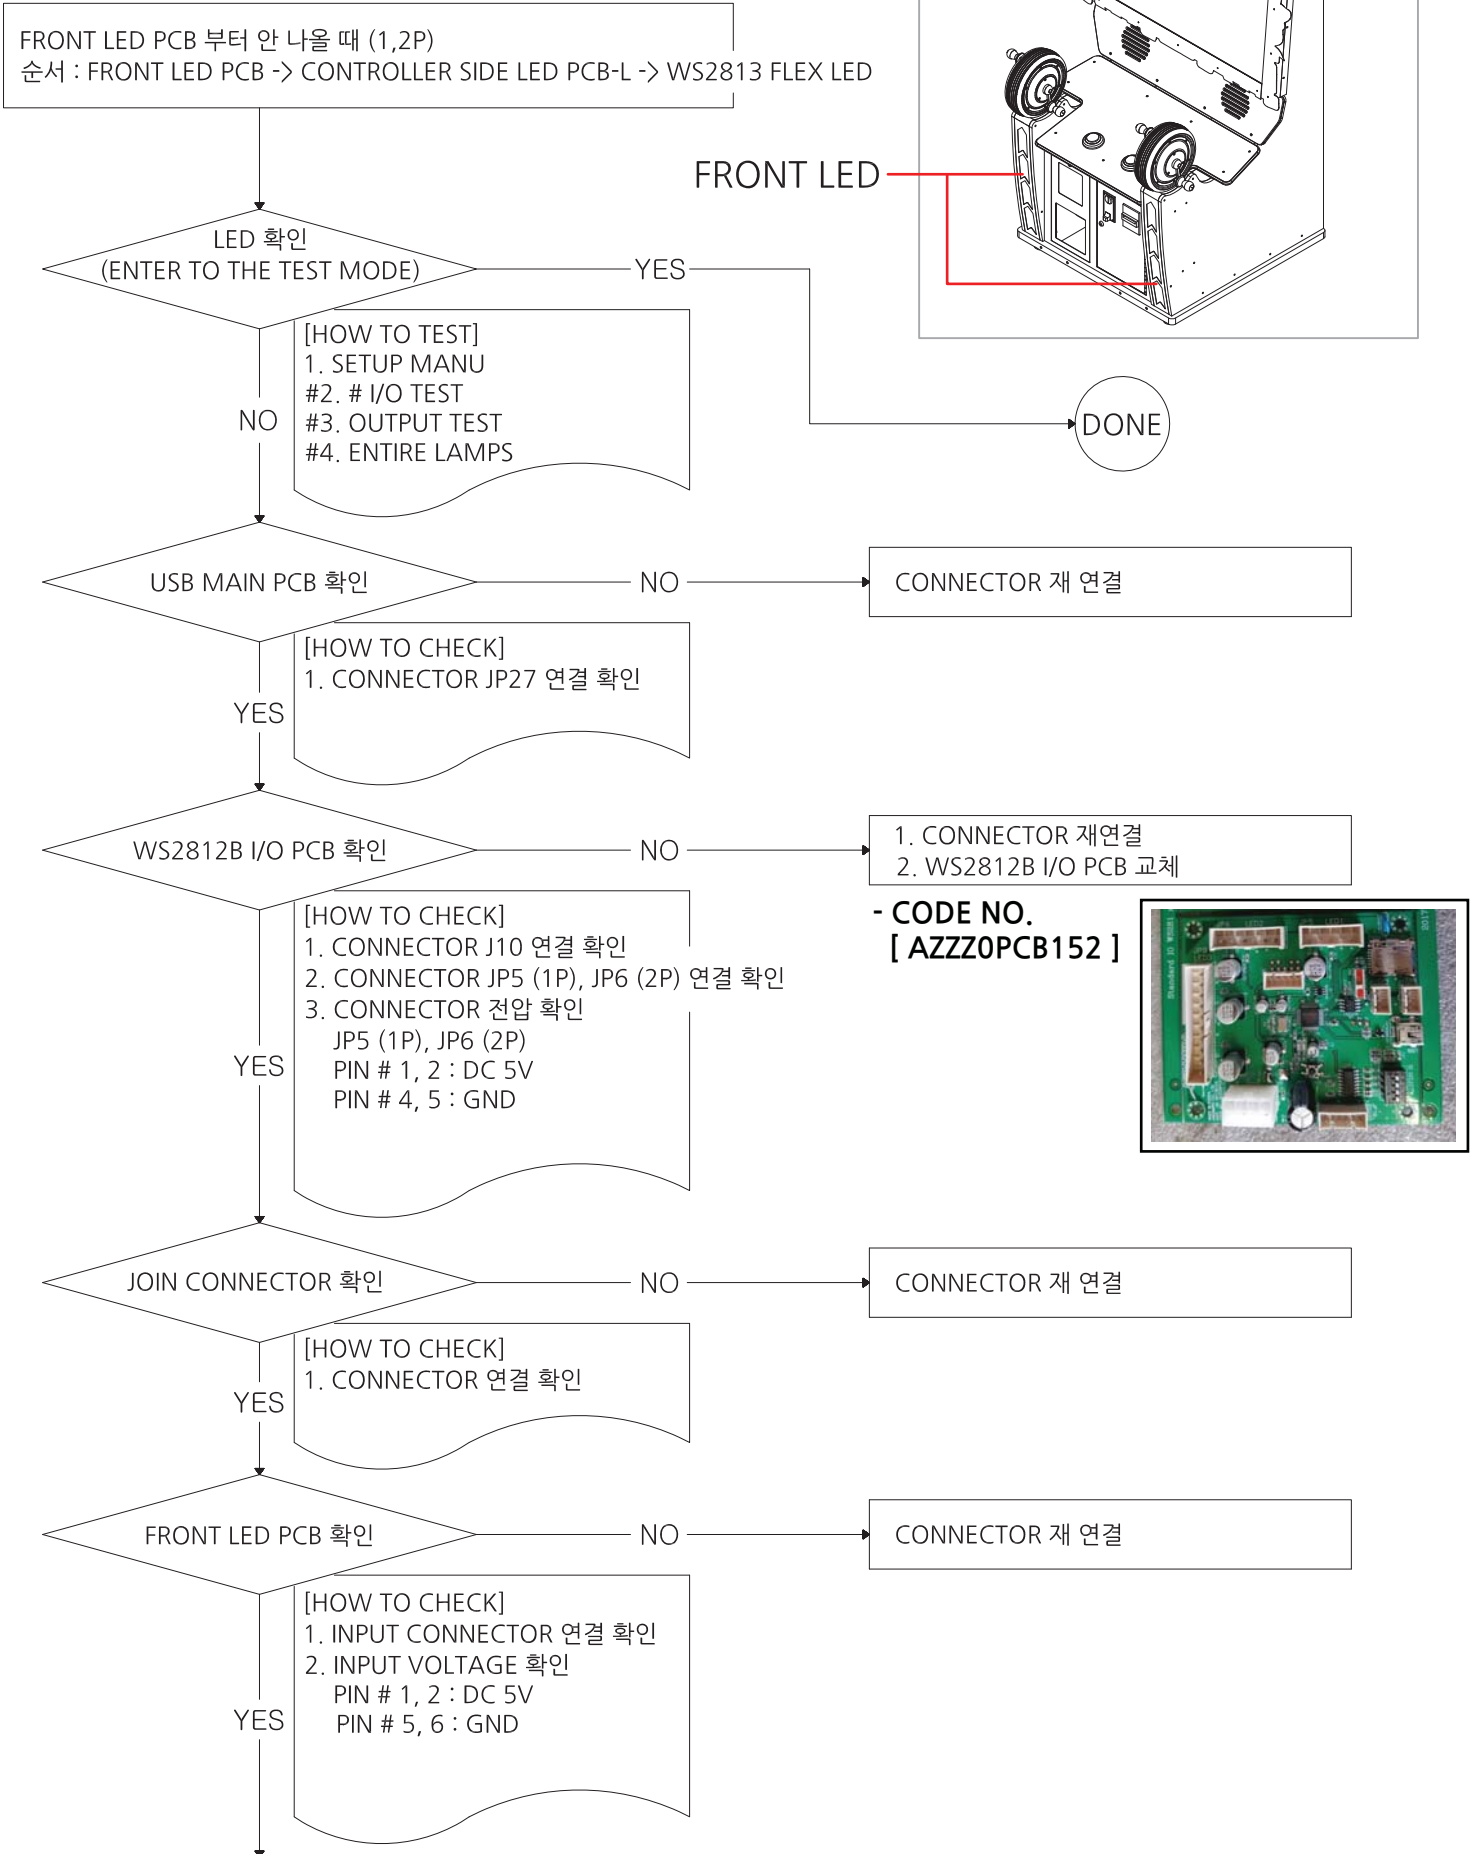 FRONT LED PCB 부터 안 나올 때 (1,2P)
순서 : FRONT LED PCB -> CONTROLLER SIDE LED PCB-L -> WS2813 FLEX LED
FRONT LED
LED 확인
(ENTER TO THE TEST MODE)
YES
[HOW TO TEST]
1. SETUP MANU
#2. # I/O TEST
#3. OUTPUT TEST
#4. ENTIRE LAMPS
NO
DONE
USB MAIN PCB 확인
NO
CONNECTOR 재 연결
[HOW TO CHECK]
1. CONNECTOR JP27 연결 확인
YES
WS2812B I/O PCB 확인
NO
1. CONNECTOR 재연결
2. WS2812B I/O PCB 교체
- CODE NO.
[ AZZZ0PCB152 ]
[HOW TO CHECK]
1. CONNECTOR J10 연결 확인
2. CONNECTOR JP5 (1P), JP6 (2P) 연결 확인
3. CONNECTOR 전압 확인
JP5 (1P), JP6 (2P)
PIN # 1, 2 : DC 5V
PIN # 4, 5 : GND
YES
JOIN CONNECTOR 확인
NO
CONNECTOR 재 연결
[HOW TO CHECK]
1. CONNECTOR 연결 확인
YES
FRONT LED PCB 확인
NO
CONNECTOR 재 연결
[HOW TO CHECK]
1. INPUT CONNECTOR 연결 확인
2. INPUT VOLTAGE 확인
PIN # 1, 2 : DC 5V
PIN # 5, 6 : GND
YES